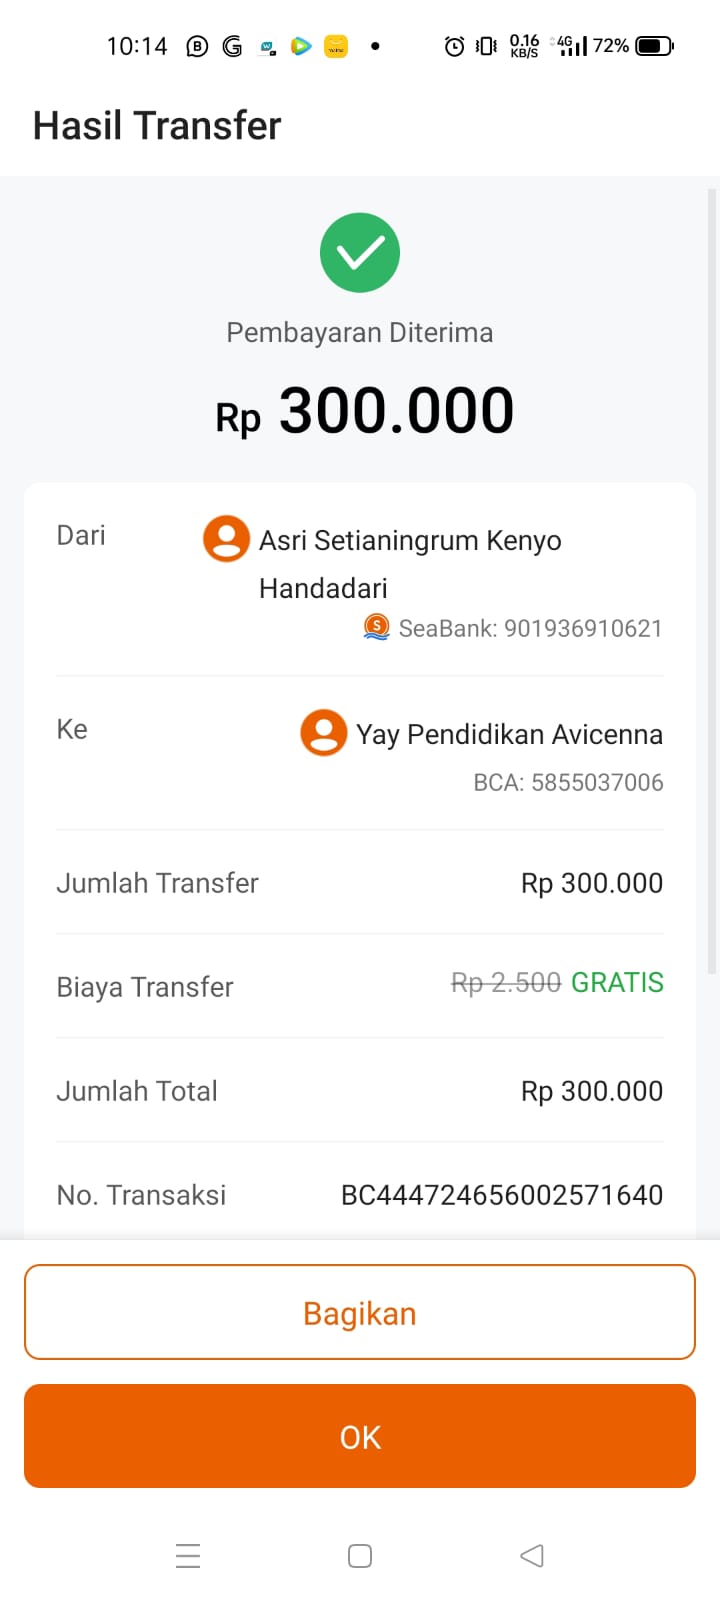 10:14 0.16 KB/S 4G 72%
Hasil Transfer
Pembayaran Diterima
Rp 300.000
Dari Asri Setianingrum Kenyo
Handadari
SeaBank: 901936910621
Ke Yay Pendidikan Avicenna
BCA: 5855037006
Jumlah Transfer Rp 300.000
Biaya Transfer Rp 2.500 GRATIS
Jumlah Total Rp 300.000
No. Transaksi BC444724656002571640
Bagikan
OK